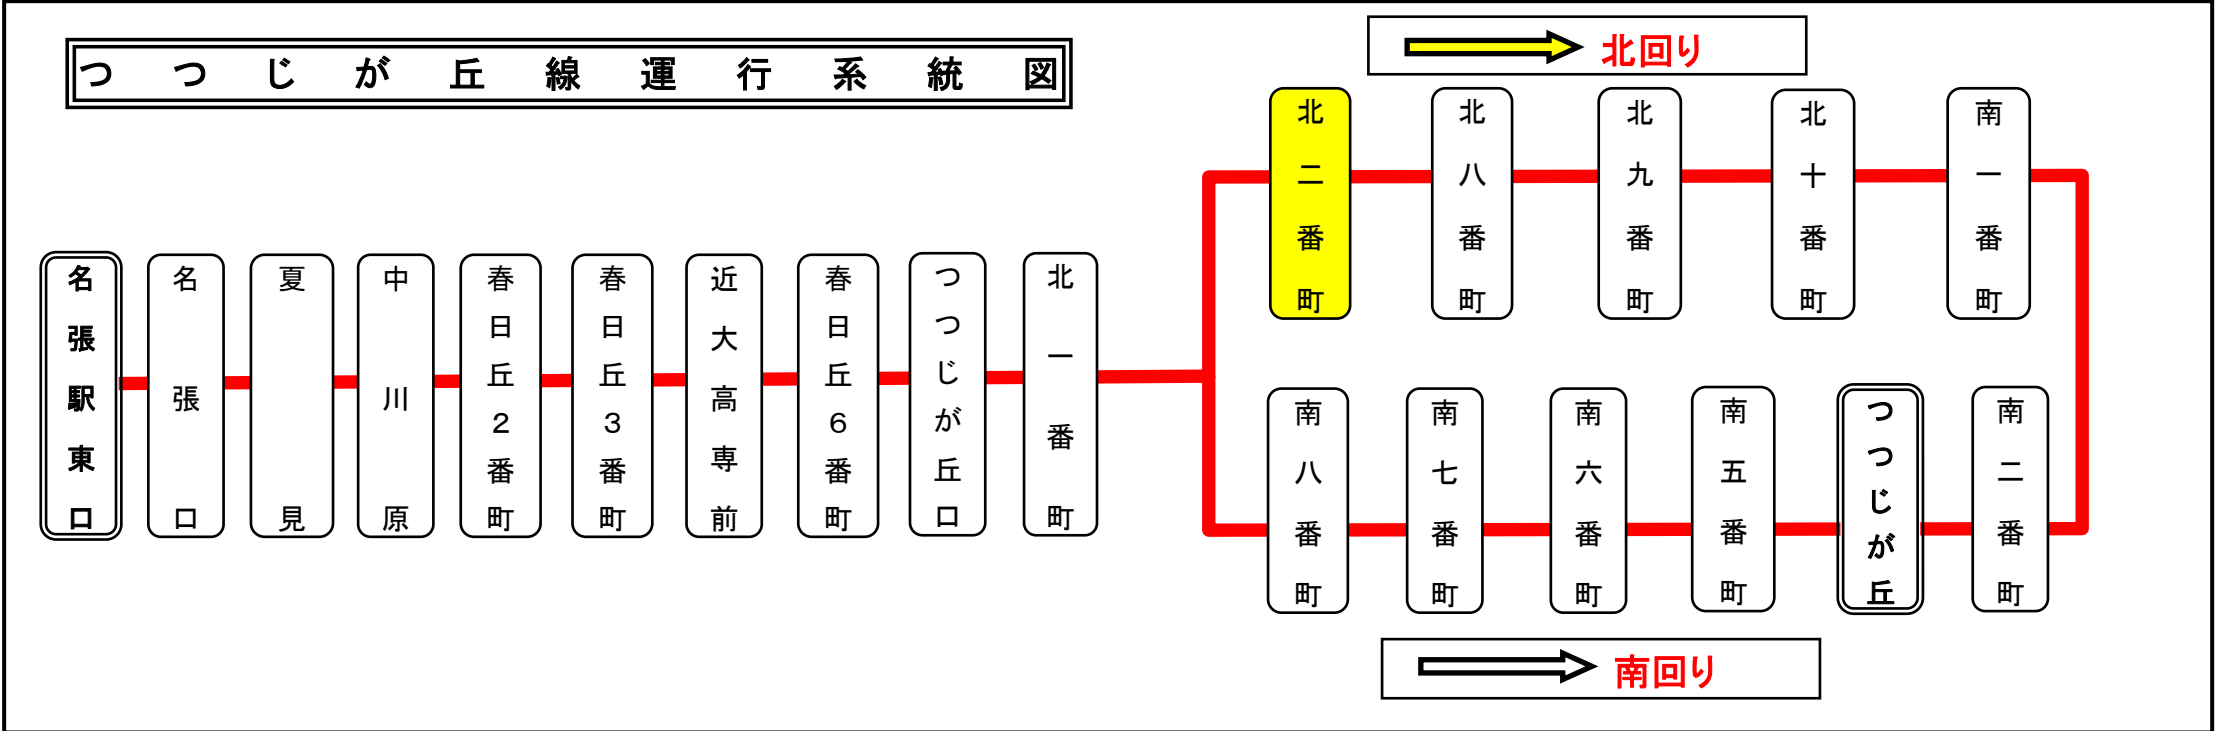 つつじが丘線運行系統図
北回り
北二番町
北八番町
北九番町
北十番町
南一番町
名張駅東口
名張口
夏見
中川原
春日丘2番町
春日丘3番町
近大高専前
春日丘6番町
つつじが丘口
北一番町
南八番町
南七番町
南六番町
南五番町
つつじが丘
南二番町
南回り